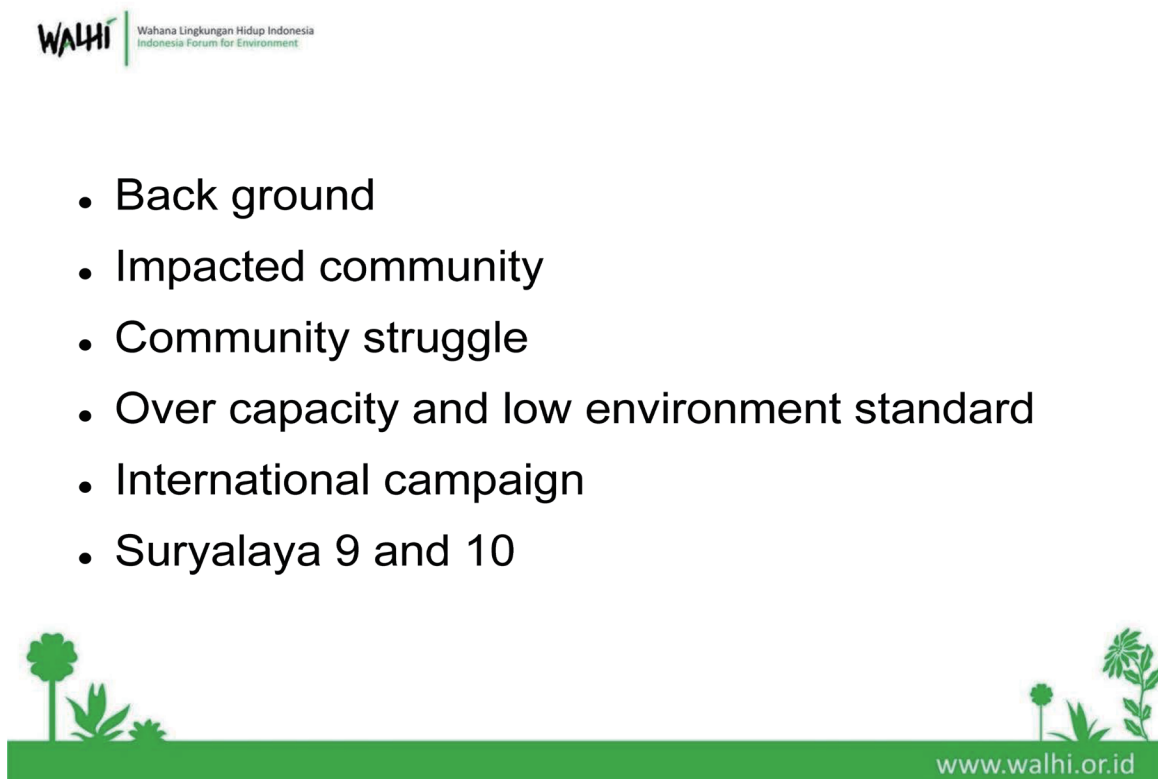 WALHI
Wahana Lingkungan Hidup Indonesia
Indonesia Forum for Environment
• Back ground
• Impacted community
• Community struggle
• Over capacity and low environment standard
• International campaign
• Suryalaya 9 and 10
www.walhi.or.id